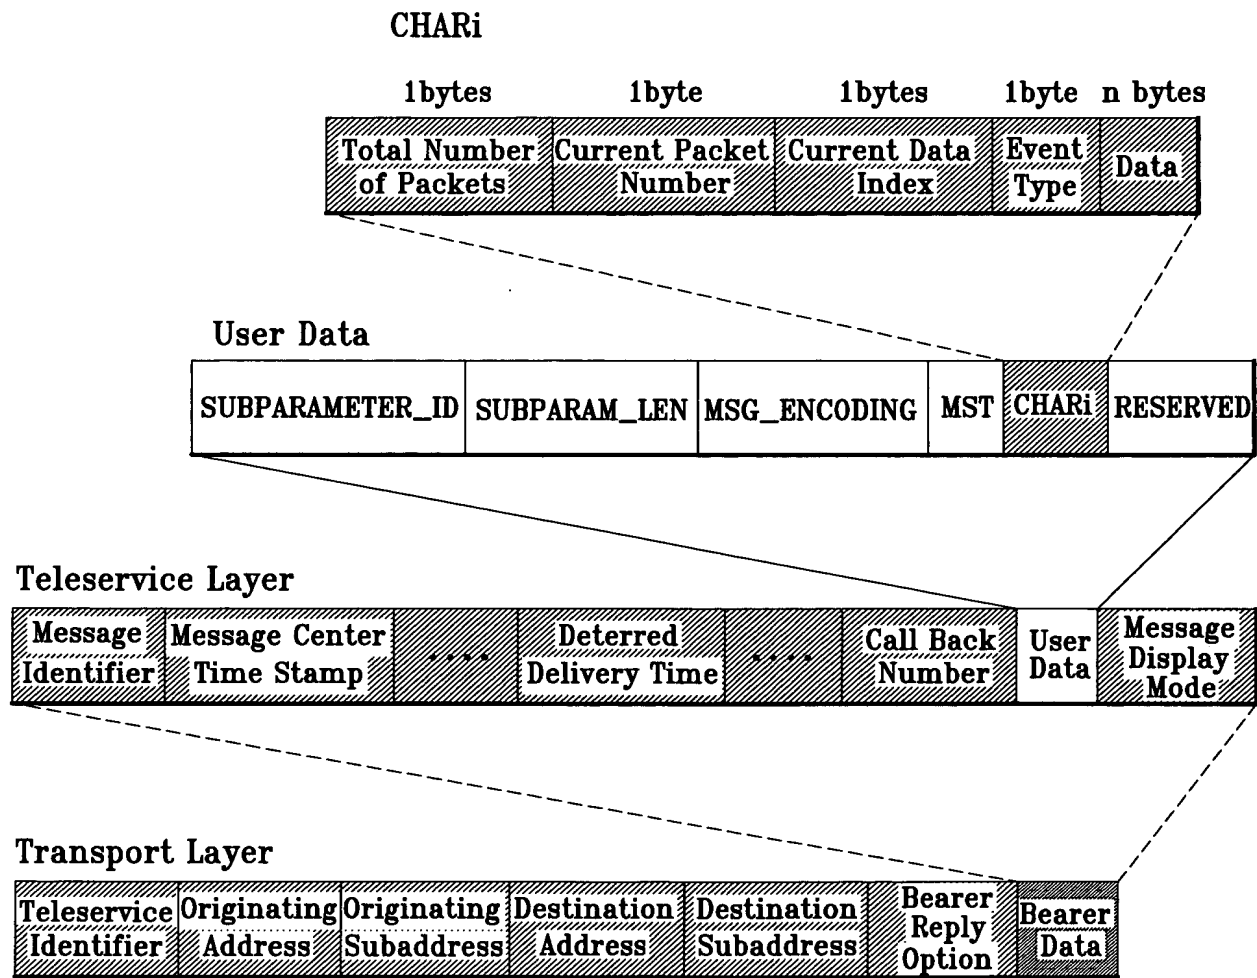 CHARi
1bytes 1byte 1bytes 1byte n bytes
Total Number of Packets
Current Packet Number
Current Data Index
Event Type
Data
User Data
SUBPARAMETER_ID SUBPARAM_LEN MSG_ENCODING MST CHARi RESERVED
Teleservice Layer
Message Identifier
Message Center Time Stamp
....
Deterred Delivery Time
....
Call Back Number
User Data
Message Display Mode
Transport Layer
Teleservice Identifier
Originating Address
Originating Subaddress
Destination Address
Destination Subaddress
Bearer Reply Option
Bearer Data